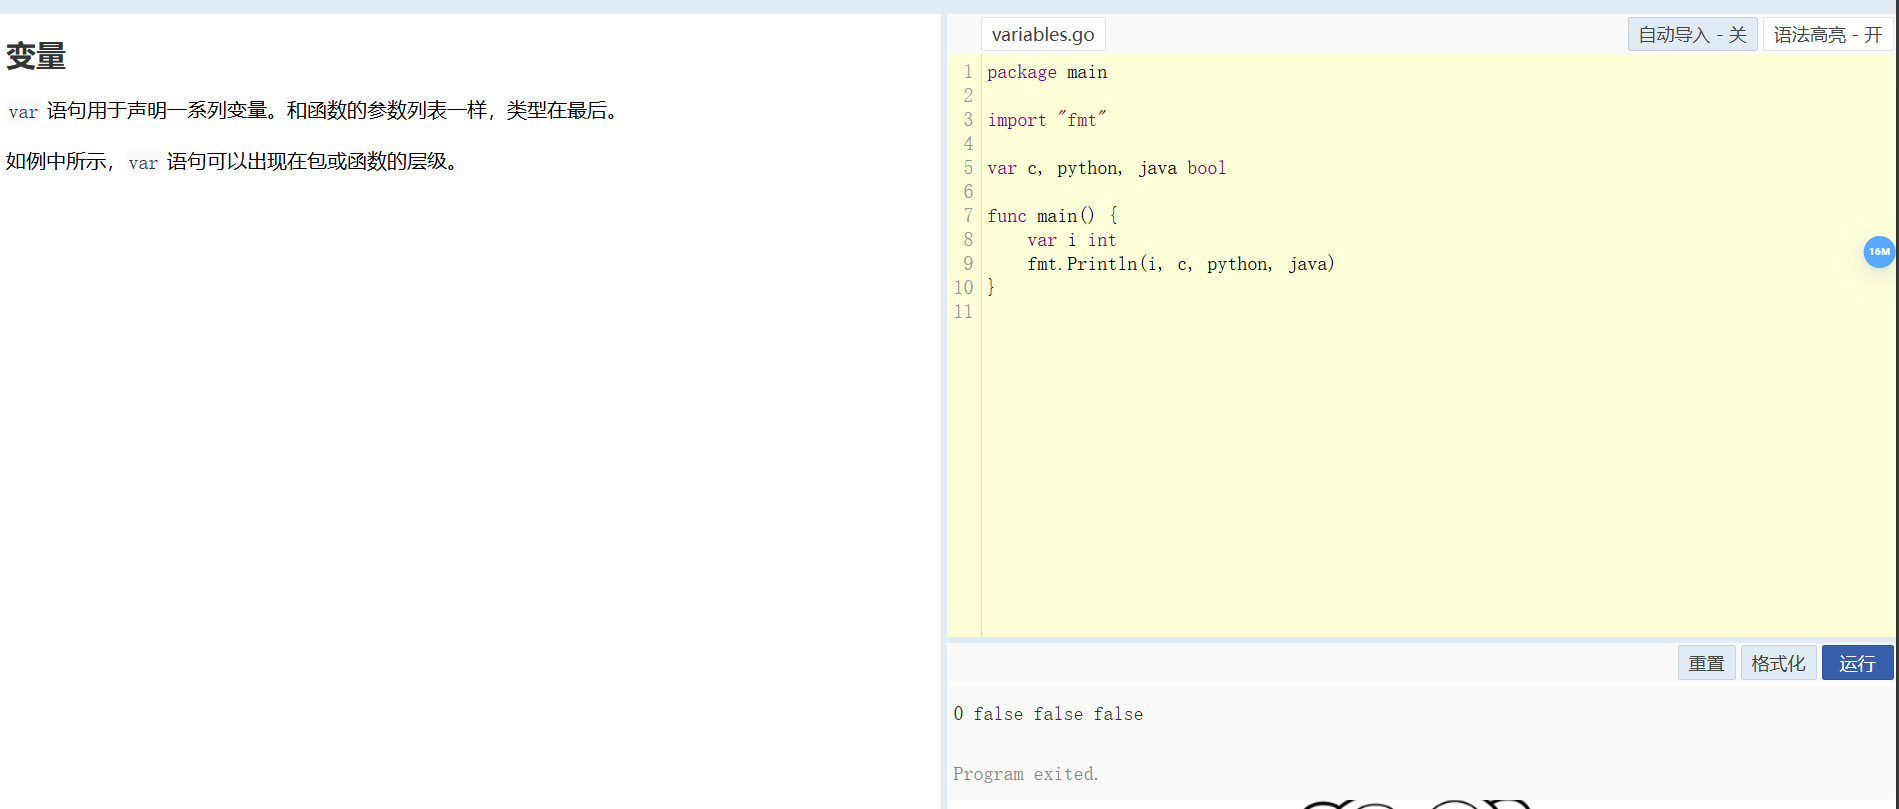 变量
var 语句用于声明一系列变量。和函数的参数列表一样，类型在最后。
如例中所示，var 语句可以出现在包或函数的层级。
variables.go
自动导入 - 关
语法高亮 - 开
1 package main
2
3 import "fmt"
4
5 var c, python, java bool
6
7 func main() {
8     var i int
9     fmt.Println(i, c, python, java)
10 }
11
16M
重置
格式化
运行
0 false false false
Program exited.